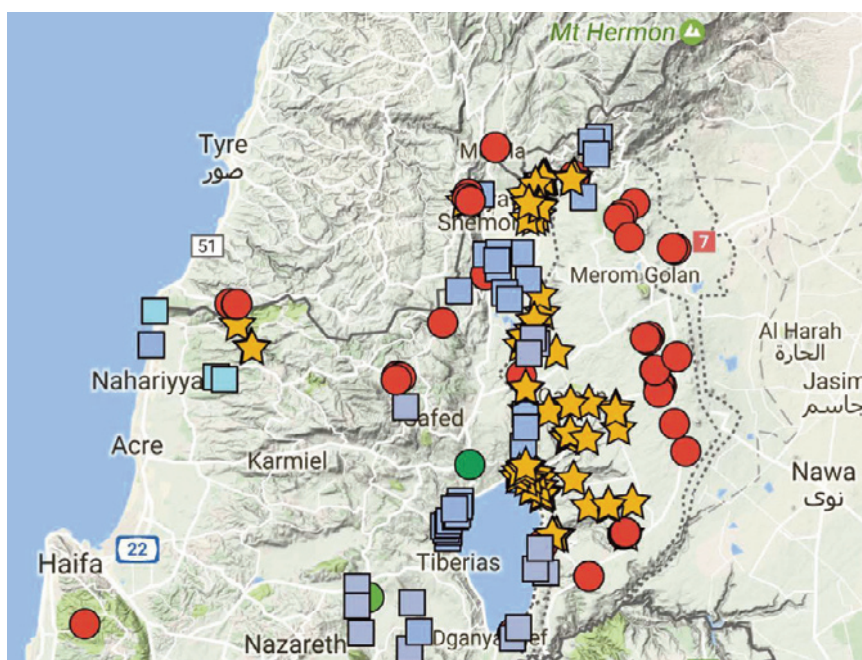 Mt Hermon
Tyre
صور
Shemo
51
7
Merom Golan
Al Harah
الحارة
Nahariyya
Jasim
جاسم
Safed
Acre
Karmiel
Nawa
نوى
22
Haifa
Tiberias
Nazareth